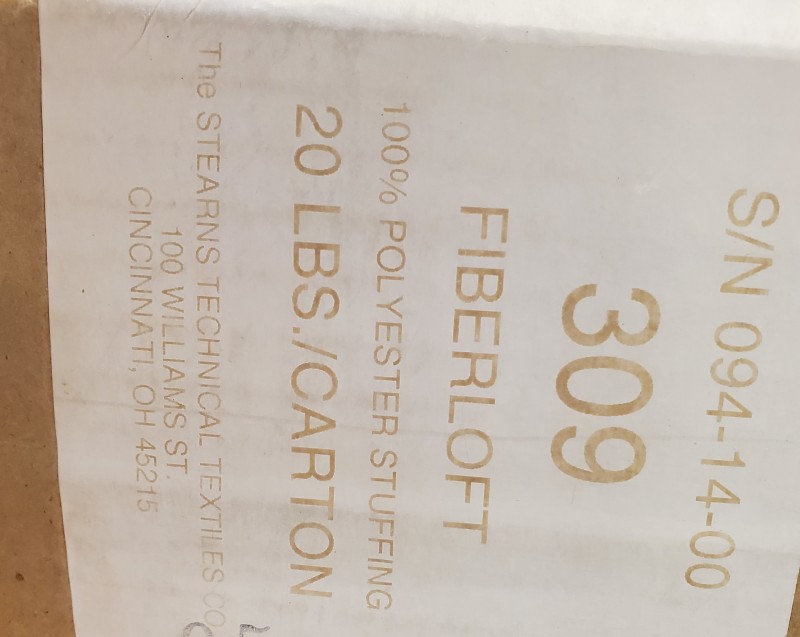 S/N 094-14-00
309
FIBERLOFT
100% POLYESTER STUFFING
20 LBS./CARTON
The STEARNS TECHNICAL TEXTILES CO
100 WILLIAMS ST.
CINCINNATI, OH 45215